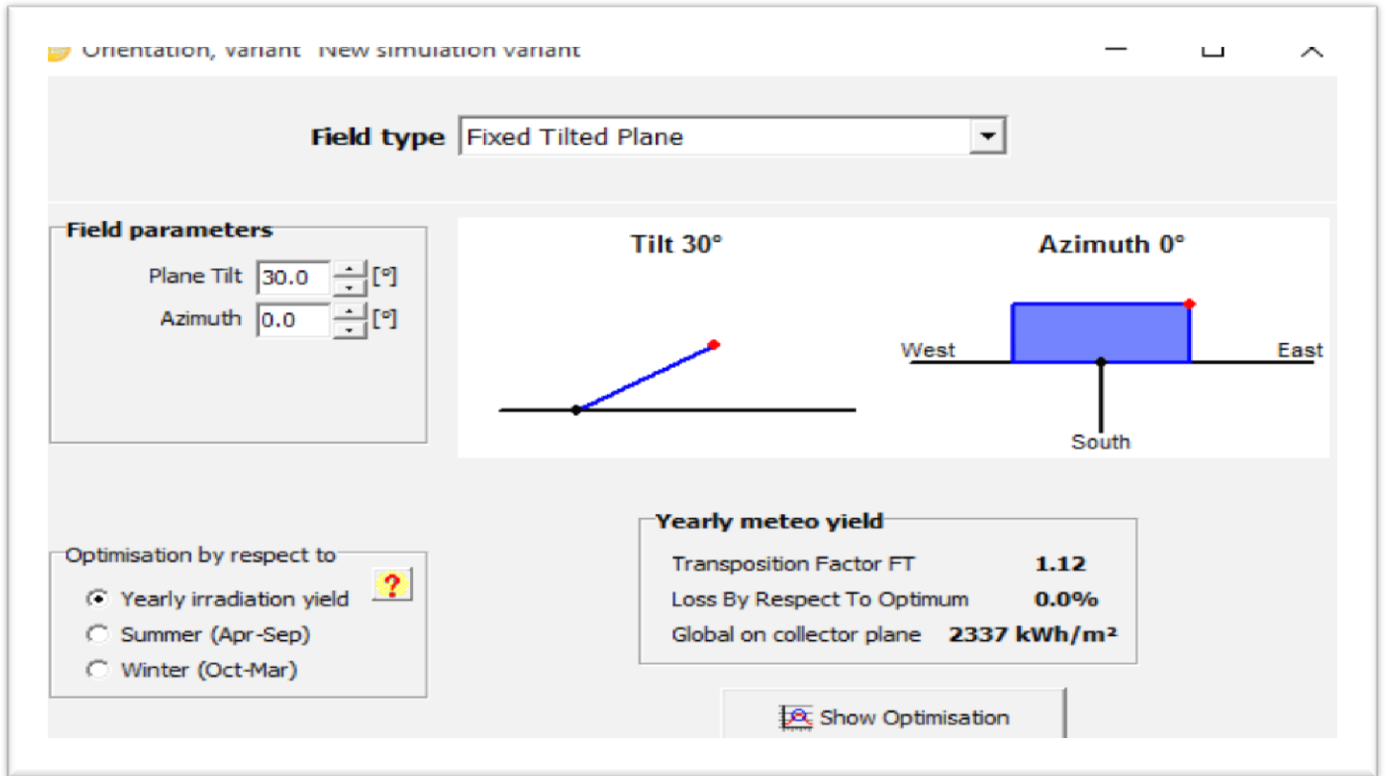 Orientation, Variant "New simulation variant"
Field type Fixed Tilted Plane
Field parameters
Plane Tilt 30.0 [°]
Azimuth 0.0 [°]
Tilt 30°
Azimuth 0°
West
East
South
Optimisation by respect to
?
Yearly irradiation yield
Summer (Apr-Sep)
Winter (Oct-Mar)
Yearly meteo yield
Transposition Factor FT 1.12
Loss By Respect To Optimum 0.0%
Global on collector plane 2337 kWh/m²
Show Optimisation